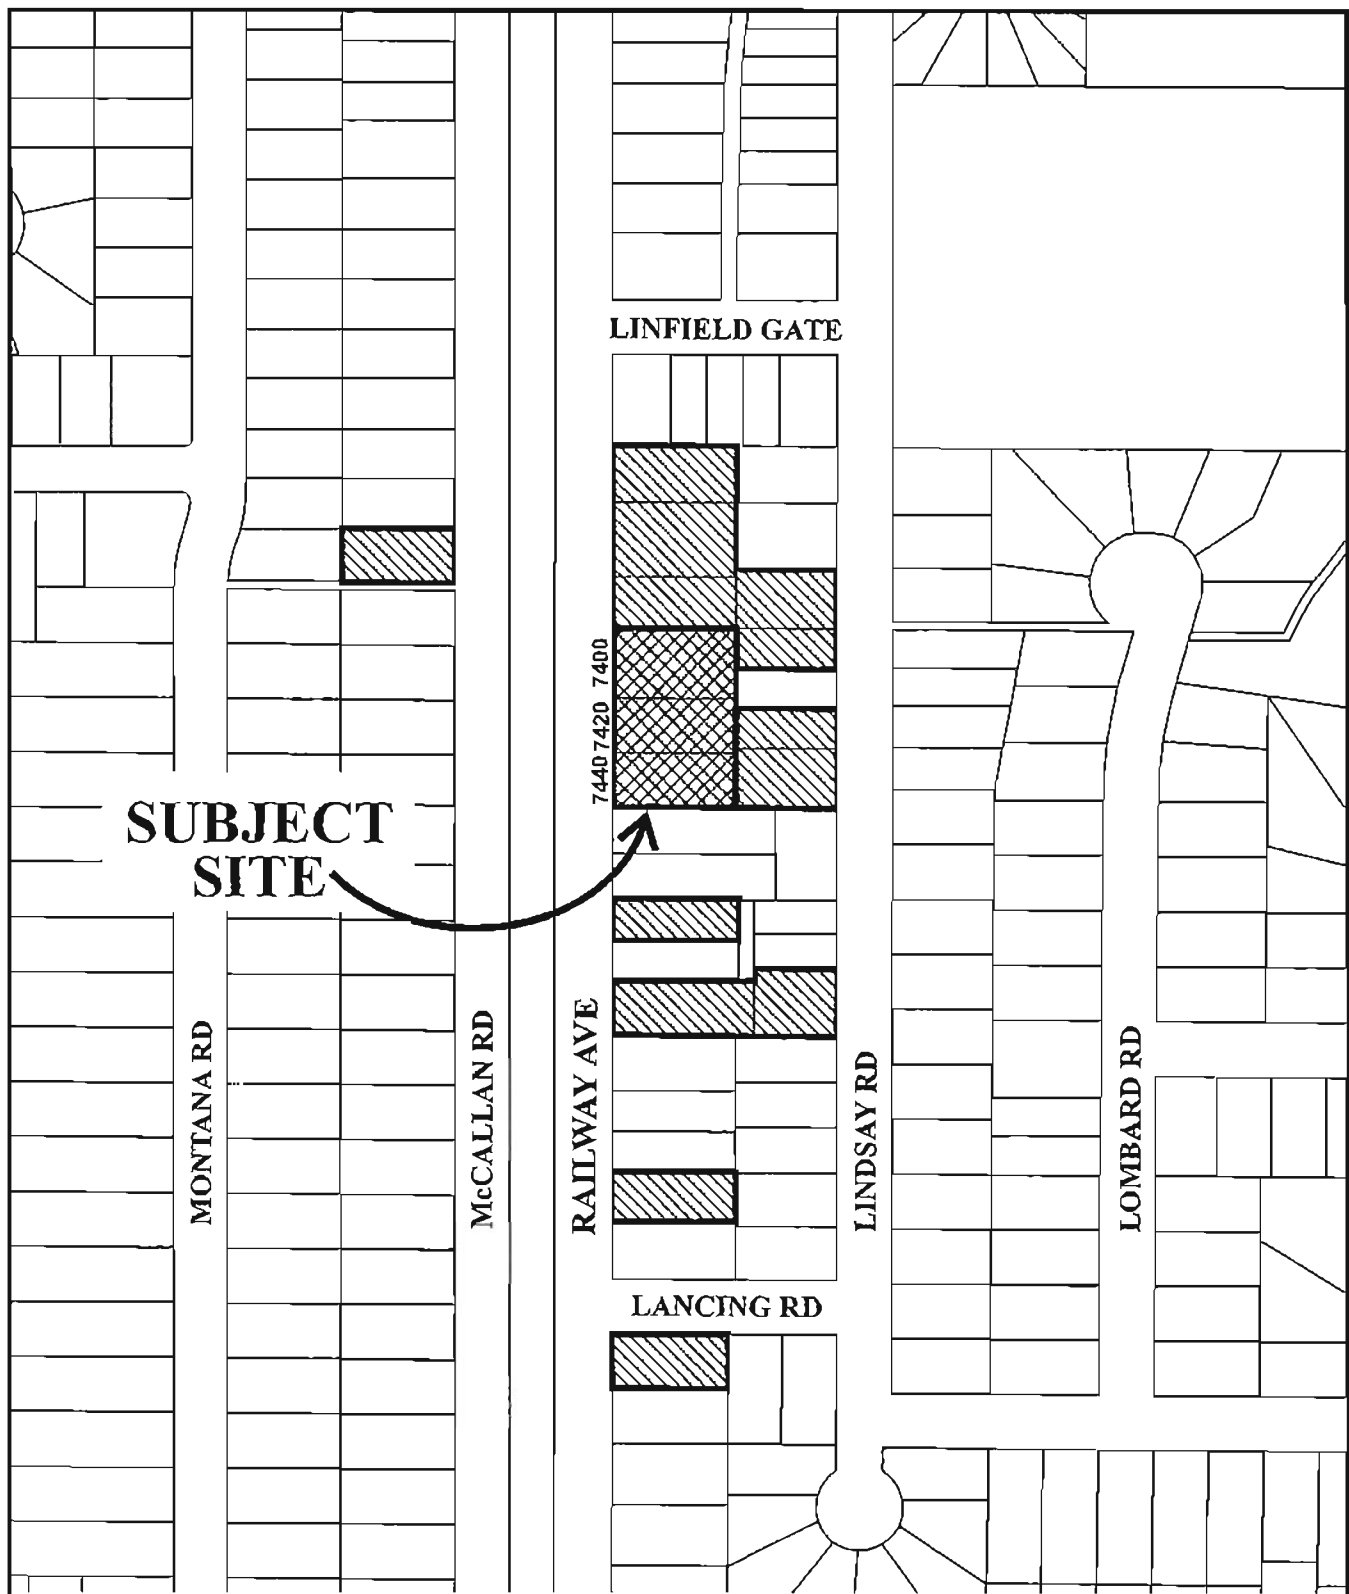 LINFIELD GATE
7400
7420
7440
SUBJECT
SITE
MONTANA RD
McCALLAN RD
RAILWAY AVE
LINDSAY RD
LOMBARD RD
LANCING RD